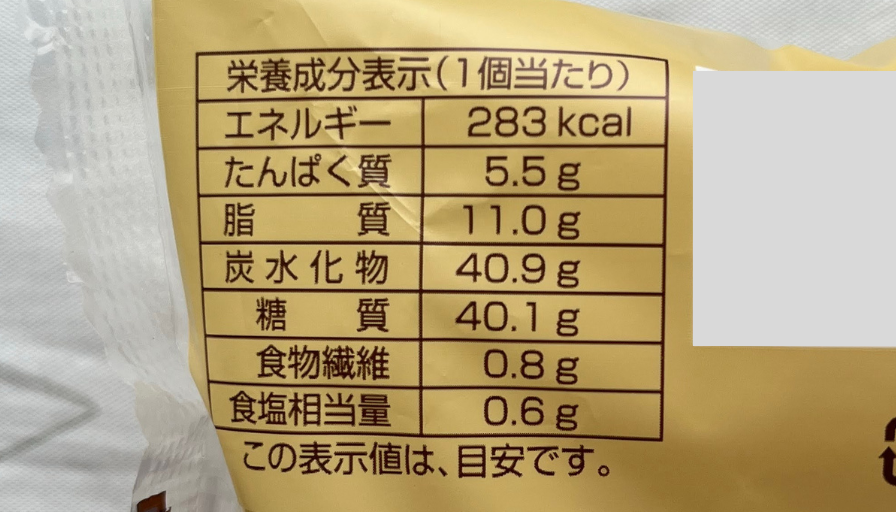 栄養成分表示(1個当たり)
エネルギー 283 kcal
たんぱく質 5.5 g
脂質 11.0 g
炭水化物 40.9 g
糖質 40.1 g
食物繊維 0.8 g
食塩相当量 0.6 g
この表示値は、目安です。